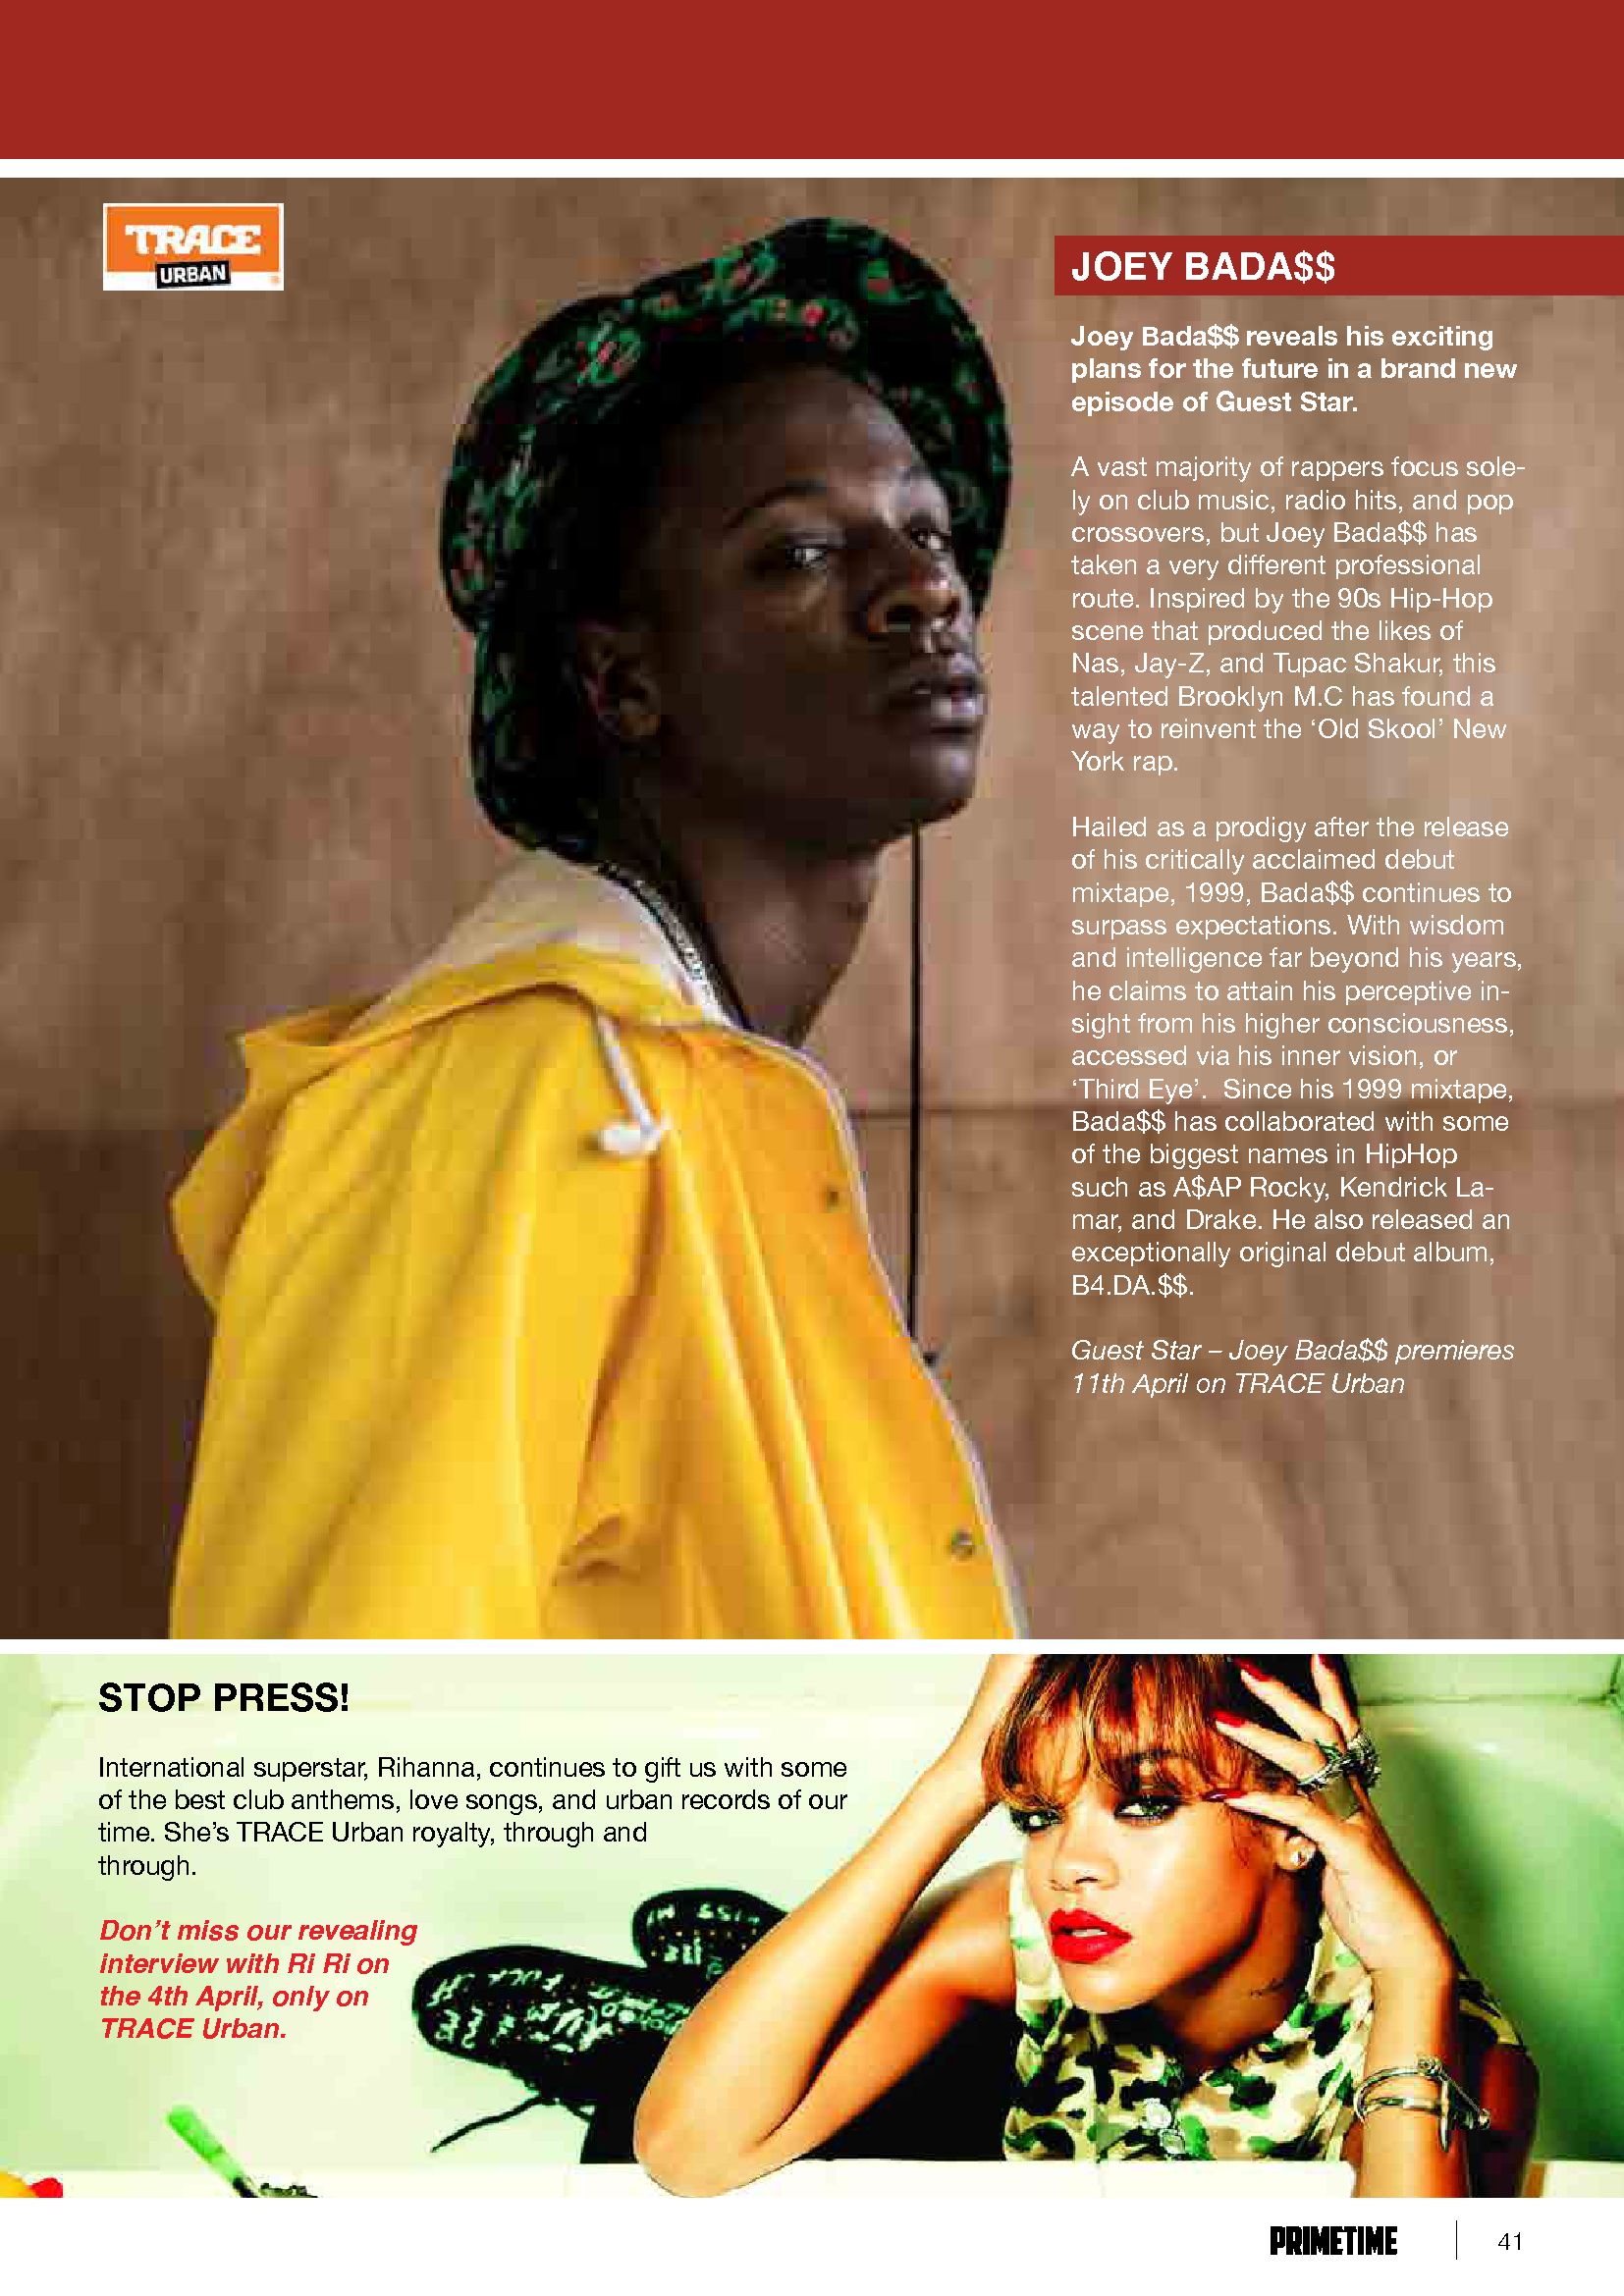 TRACE
URBAN
JOEY BADA$$
Joey Bada$$ reveals his exciting
plans for the future in a brand new
episode of Guest Star.
A vast majority of rappers focus sole-
ly on club music, radio hits, and pop
crossovers, but Joey Bada$$ has
taken a very different professional
route. Inspired by the 90s Hip-Hop
scene that produced the likes of
Nas, Jay-Z, and Tupac Shakur, this
talented Brooklyn M.C has found a
way to reinvent the ‘Old Skool’ New
York rap.
Hailed as a prodigy after the release
of his critically acclaimed debut
mixtape, 1999, Bada$$ continues to
surpass expectations. With wisdom
and intelligence far beyond his years,
he claims to attain his perceptive in-
sight from his higher consciousness,
accessed via his inner vision, or
‘Third Eye’.  Since his 1999 mixtape,
Bada$$ has collaborated with some
of the biggest names in HipHop
such as A$AP Rocky, Kendrick La-
mar, and Drake. He also released an
exceptionally original debut album,
B4.DA.$$.
Guest Star – Joey Bada$$ premieres
11th April on TRACE Urban
STOP PRESS!
International superstar, Rihanna, continues to gift us with some
of the best club anthems, love songs, and urban records of our
time. She’s TRACE Urban royalty, through and
through.
Don’t miss our revealing
interview with Ri Ri on
the 4th April, only on
TRACE Urban.
PRIMETIME
41